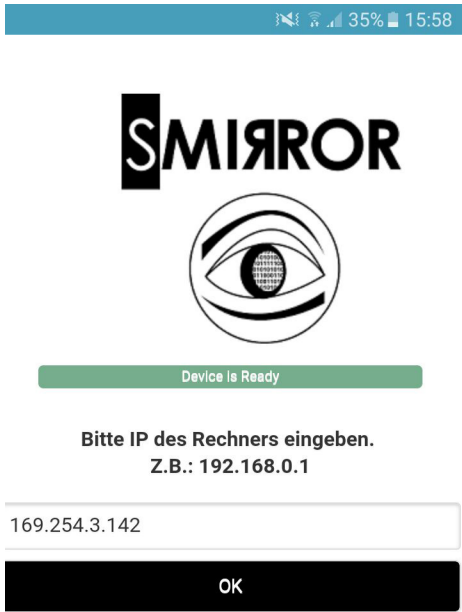 35% 15:58
SMIRROR
Device is Ready
Bitte IP des Rechners eingeben.
Z.B.: 192.168.0.1
169.254.3.142
OK